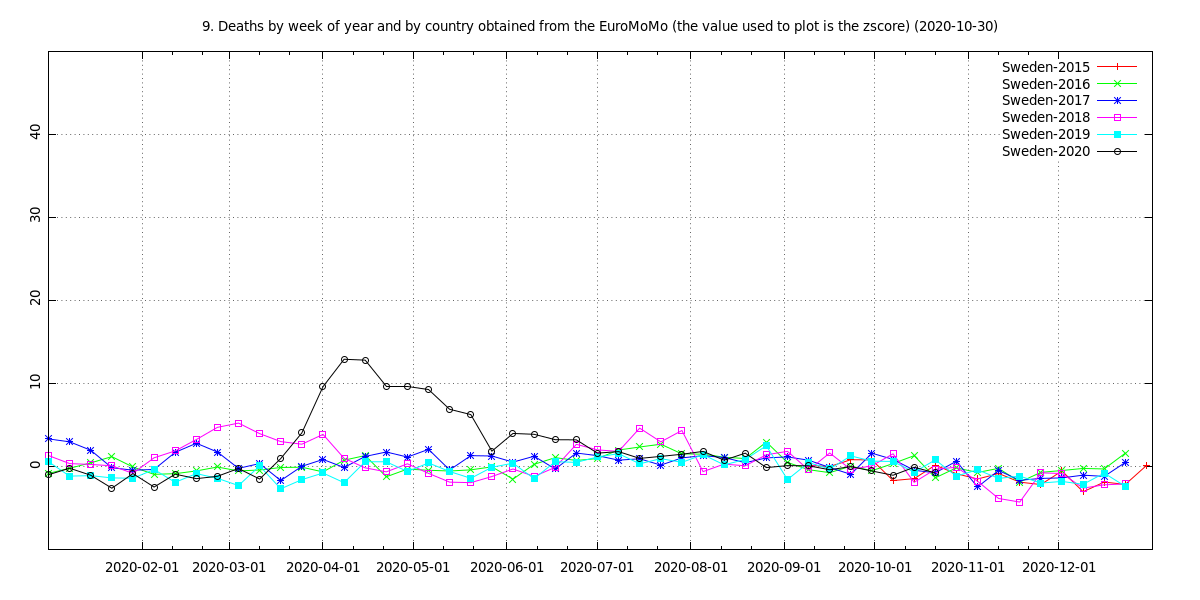 9. Deaths by week of year and by country obtained from the EuroMoMo (the value used to plot is the zscore) (2020-10-30)
Sweden-2015
Sweden-2016
Sweden-2017
Sweden-2018
Sweden-2019
Sweden-2020
40
30
20
10
0
2020-02-01 2020-03-01 2020-04-01 2020-05-01 2020-06-01 2020-07-01 2020-08-01 2020-09-01 2020-10-01 2020-11-01 2020-12-01